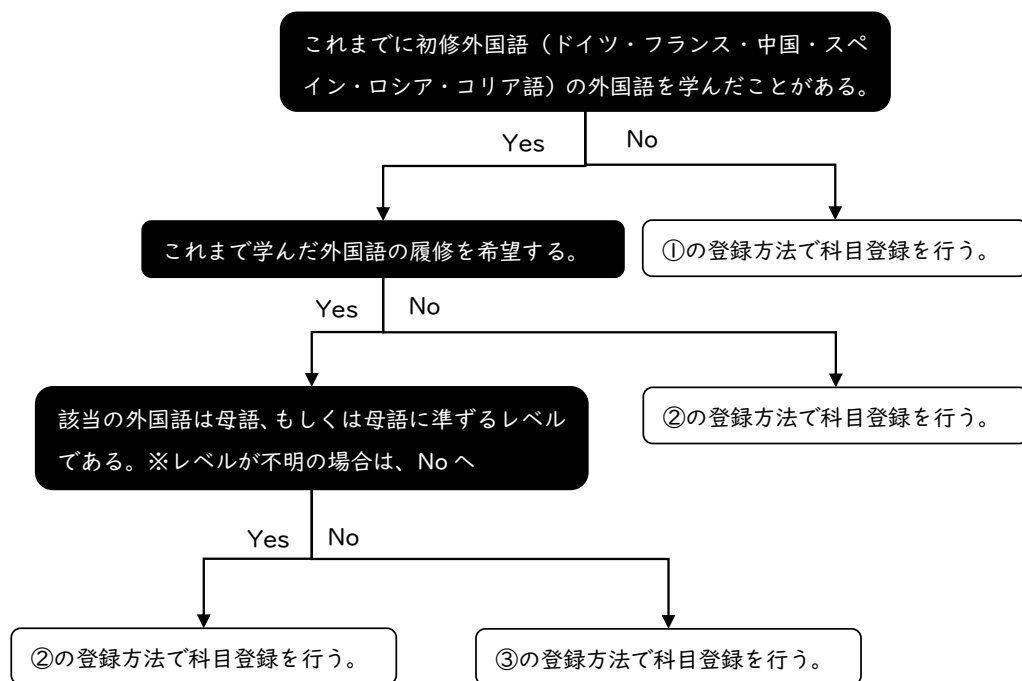 これまでに初修外国語（ドイツ・フランス・中国・スペ
イン・ロシア・コリア語）の外国語を学んだことがある。
Yes
No
これまで学んだ外国語の履修を希望する。
①の登録方法で科目登録を行う。
Yes
No
該当の外国語は母語、もしくは母語に準ずるレベル
である。※レベルが不明の場合は、No へ
②の登録方法で科目登録を行う。
Yes
No
②の登録方法で科目登録を行う。
③の登録方法で科目登録を行う。